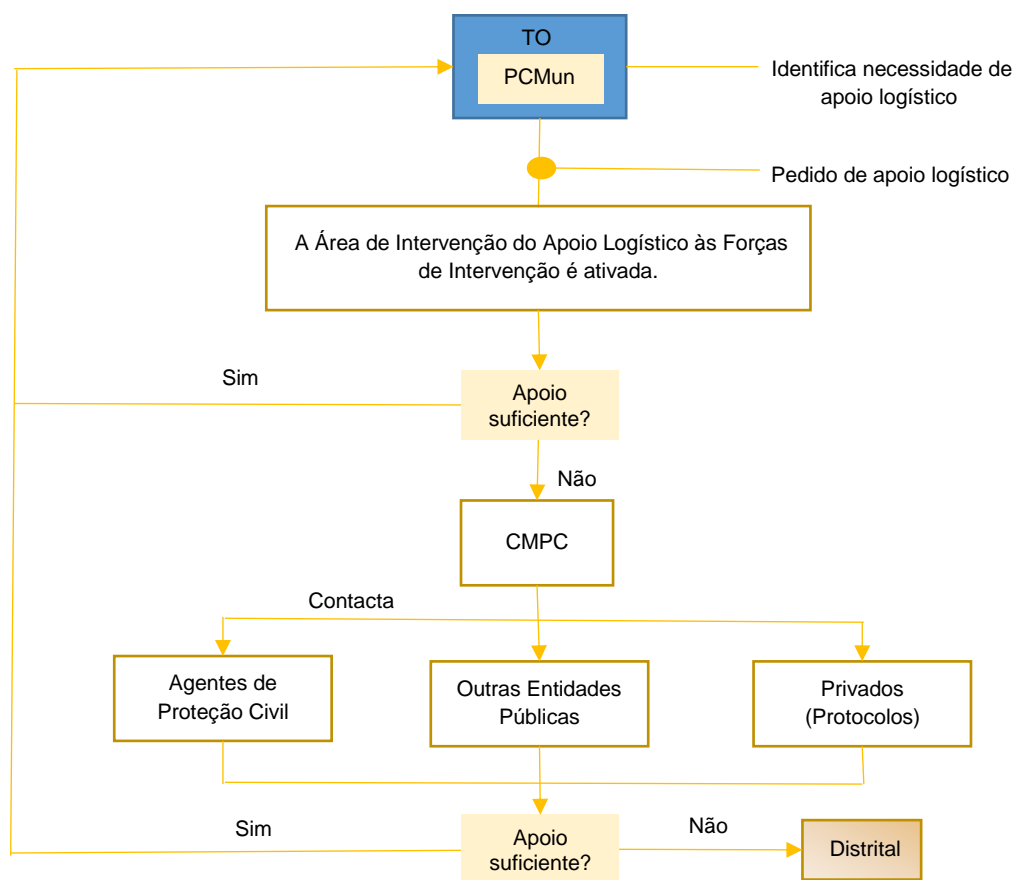 TO
PCMun
Identifica necessidade de
apoio logístico
Pedido de apoio logístico
A Área de Intervenção do Apoio Logístico às Forças
de Intervenção é ativada.
Sim
Apoio
suficiente?
Não
CMPC
Contacta
Agentes de
Proteção Civil
Outras Entidades
Públicas
Privados
(Protocolos)
Sim
Apoio
suficiente?
Não
Distrital